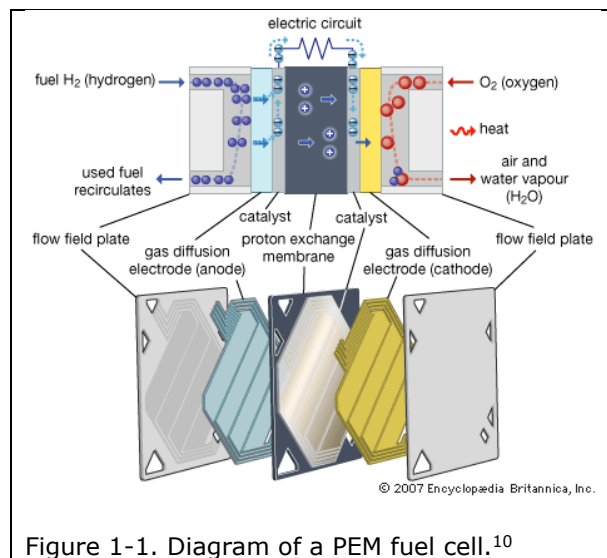 electric circuit
fuel H2 (hydrogen)
O2 (oxygen)
heat
used fuel
recirculates
air and
water vapour
(H2O)
catalyst
catalyst
flow field plate
proton exchange
membrane
flow field plate
gas diffusion
electrode (anode)
gas diffusion
electrode (cathode)
© 2007 Encyclopædia Britannica, Inc.
Figure 1-1. Diagram of a PEM fuel cell.10